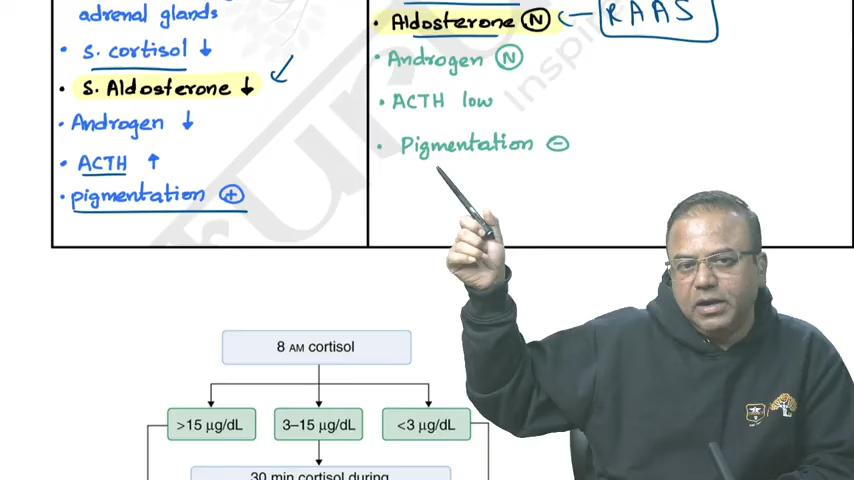 adrenal glands
• S. cortisol ↓
• S. Aldosterone ↓
• Androgen ↓
• ACTH ↑
• pigmentation +
• Aldosterone N ← RAAS
• Androgen N
• ACTH low
• Pigmentation −
Inspire
8 AM cortisol
>15 µg/dL
3–15 µg/dL
<3 µg/dL
30 min cortisol during